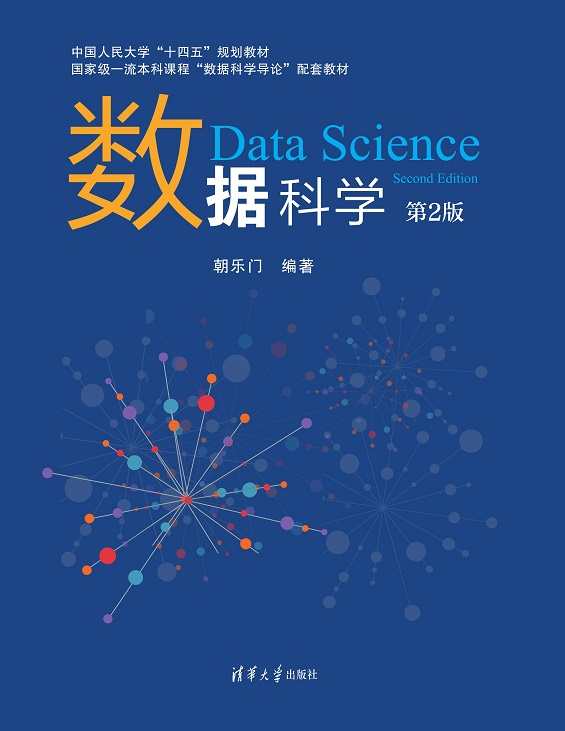 中国人民大学“十四五”规划教材
国家级一流本科课程“数据科学导论”配套教材
数据科学 第2版
Data Science
Second Edition
朝乐门 编著
清华大学出版社